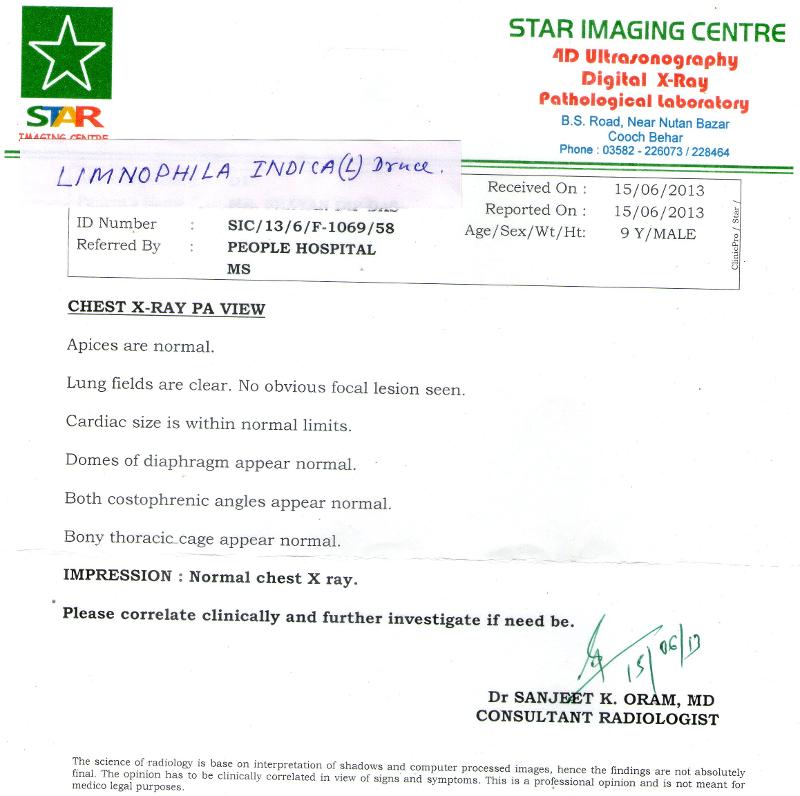 STAR IMAGING CENTRE
4D Ultrasonography
Digital X-Ray
Pathological Laboratory
B.S. Road, Near Nutan Bazar
Cooch Behar
Phone : 03582 - 226073 / 228464
STAR
IMAGING CENTRE
LIMNOPHILA INDICA(L) Druce.
Received On : 15/06/2013
Reported On : 15/06/2013
ID Number : SIC/13/6/F-1069/58
Age/Sex/Wt/Ht: 9 Y/MALE
Referred By : PEOPLE HOSPITAL
MS
ClinicPro / Star /
CHEST X-RAY PA VIEW
Apices are normal.
Lung fields are clear. No obvious focal lesion seen.
Cardiac size is within normal limits.
Domes of diaphragm appear normal.
Both costophrenic angles appear normal.
Bony thoracic cage appear normal.
IMPRESSION : Normal chest X ray.
Please correlate clinically and further investigate if need be.
15/06/13
Dr SANJEET K. ORAM, MD
CONSULTANT RADIOLOGIST
The science of radiology is base on interpretation of shadows and computer processed images, hence the findings are not absolutely
final. The opinion has to be clinically correlated in view of signs and symptoms. This is a professional opinion and is not meant for
medico legal purposes.